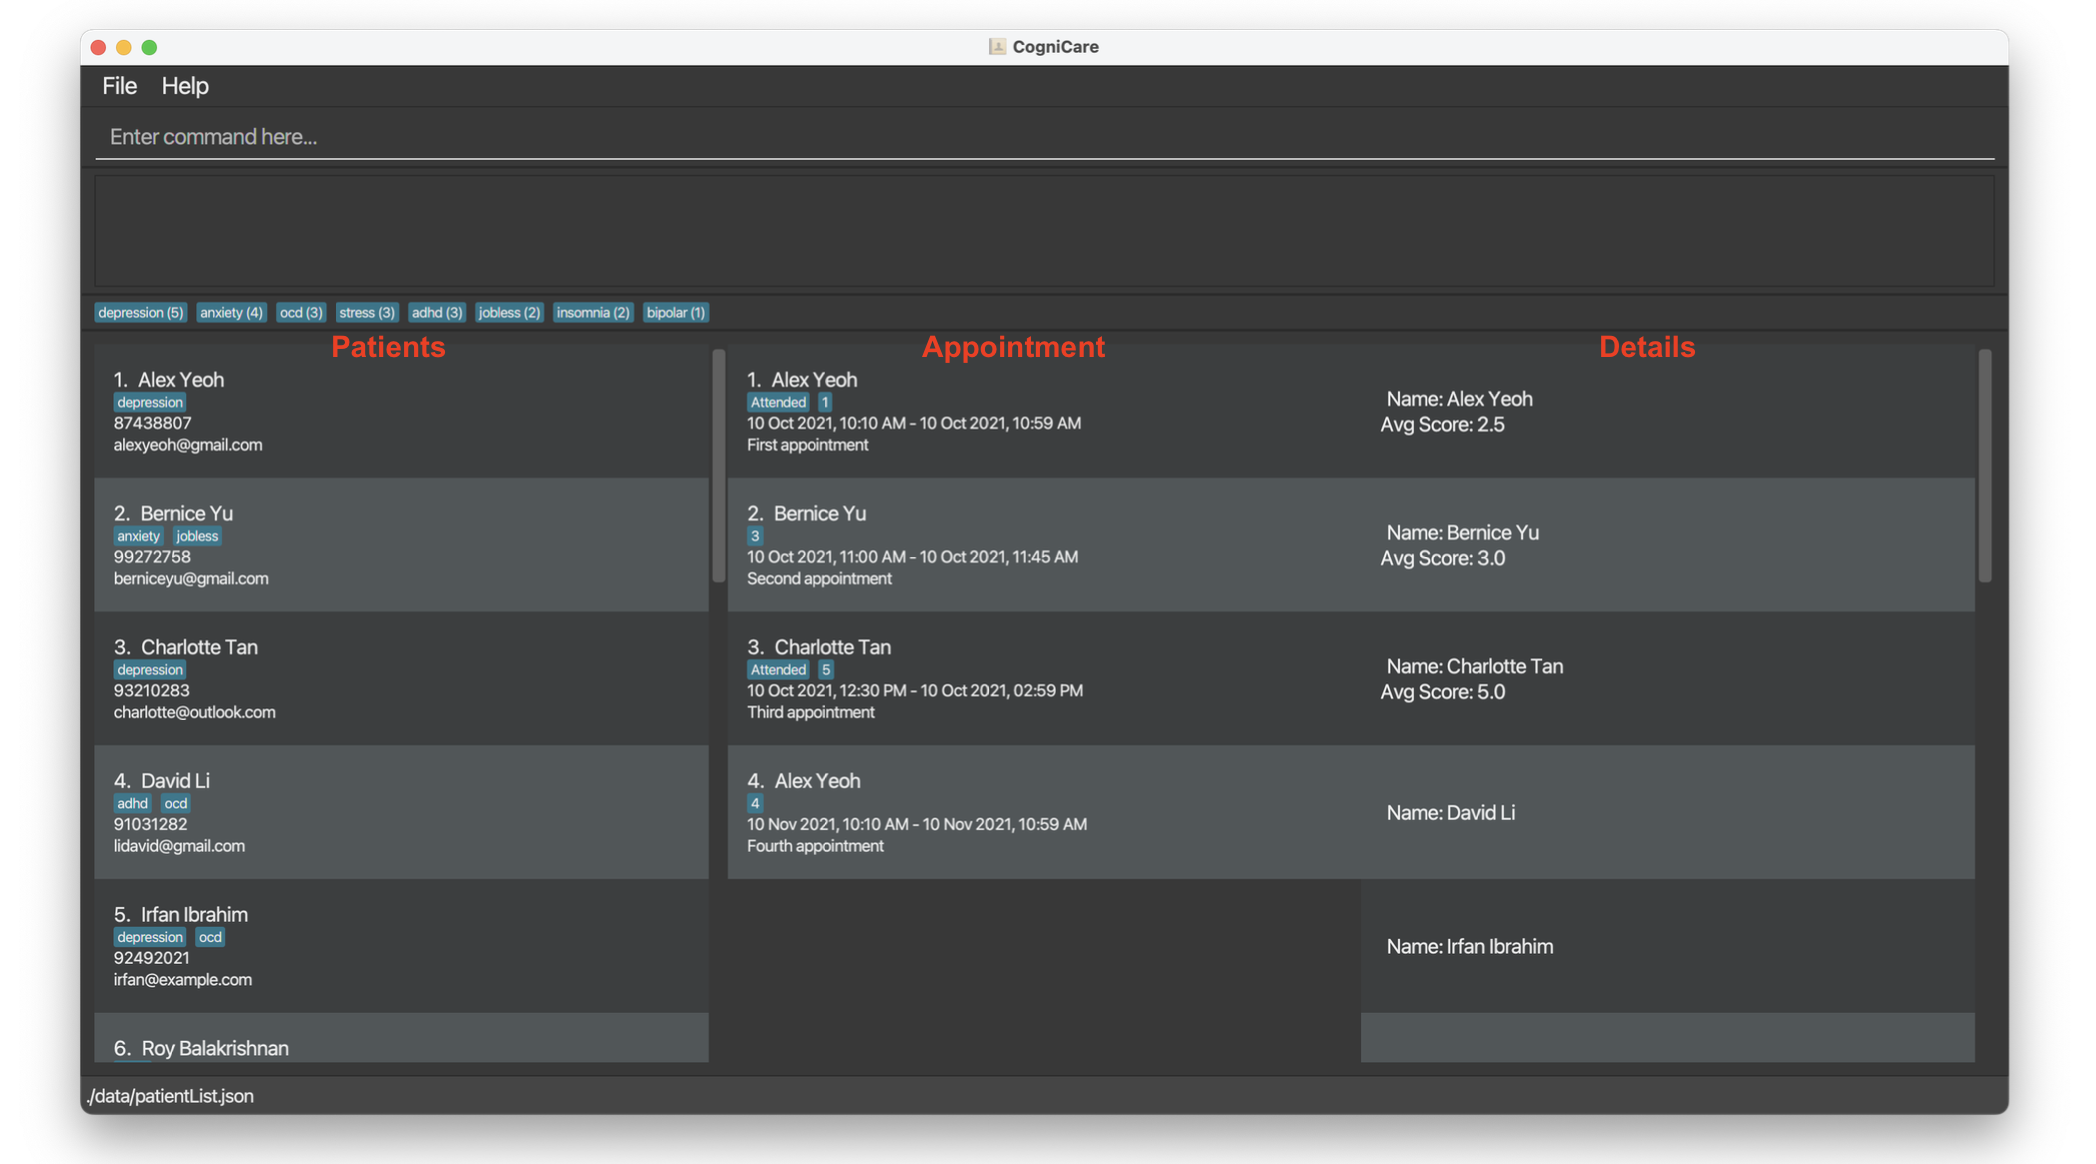 CogniCare
File Help
Enter command here...
depression (5) anxiety (4) ocd (3) stress (3) adhd (3) jobless (2) insomnia (2) bipolar (1)
Patients
1. Alex Yeoh
depression
87438807
alexyeoh@gmail.com
2. Bernice Yu
anxiety jobless
99272758
berniceyu@gmail.com
3. Charlotte Tan
depression
93210283
charlotte@outlook.com
4. David Li
adhd ocd
91031282
lidavid@gmail.com
5. Irfan Ibrahim
depression ocd
92492021
irfan@example.com
6. Roy Balakrishnan
Appointment
1. Alex Yeoh
Attended 1
10 Oct 2021, 10:10 AM - 10 Oct 2021, 10:59 AM
First appointment
2. Bernice Yu
3
10 Oct 2021, 11:00 AM - 10 Oct 2021, 11:45 AM
Second appointment
3. Charlotte Tan
Attended 5
10 Oct 2021, 12:30 PM - 10 Oct 2021, 02:59 PM
Third appointment
4. Alex Yeoh
4
10 Nov 2021, 10:10 AM - 10 Nov 2021, 10:59 AM
Fourth appointment
Details
Name: Alex Yeoh
Avg Score: 2.5
Name: Bernice Yu
Avg Score: 3.0
Name: Charlotte Tan
Avg Score: 5.0
Name: David Li
Name: Irfan Ibrahim
./data/patientList.json